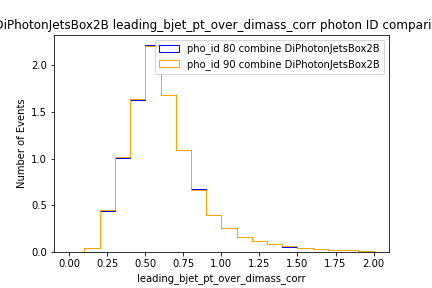 DiPhotonJetsBox2B leading_bjet_pt_over_dimass_corr photon ID compari
pho_id 80 combine DiPhotonJetsBox2B
pho_id 90 combine DiPhotonJetsBox2B
Number of Events
2.0
1.5
1.0
0.5
0.0
0.00 0.25 0.50 0.75 1.00 1.25 1.50 1.75 2.00
leading_bjet_pt_over_dimass_corr